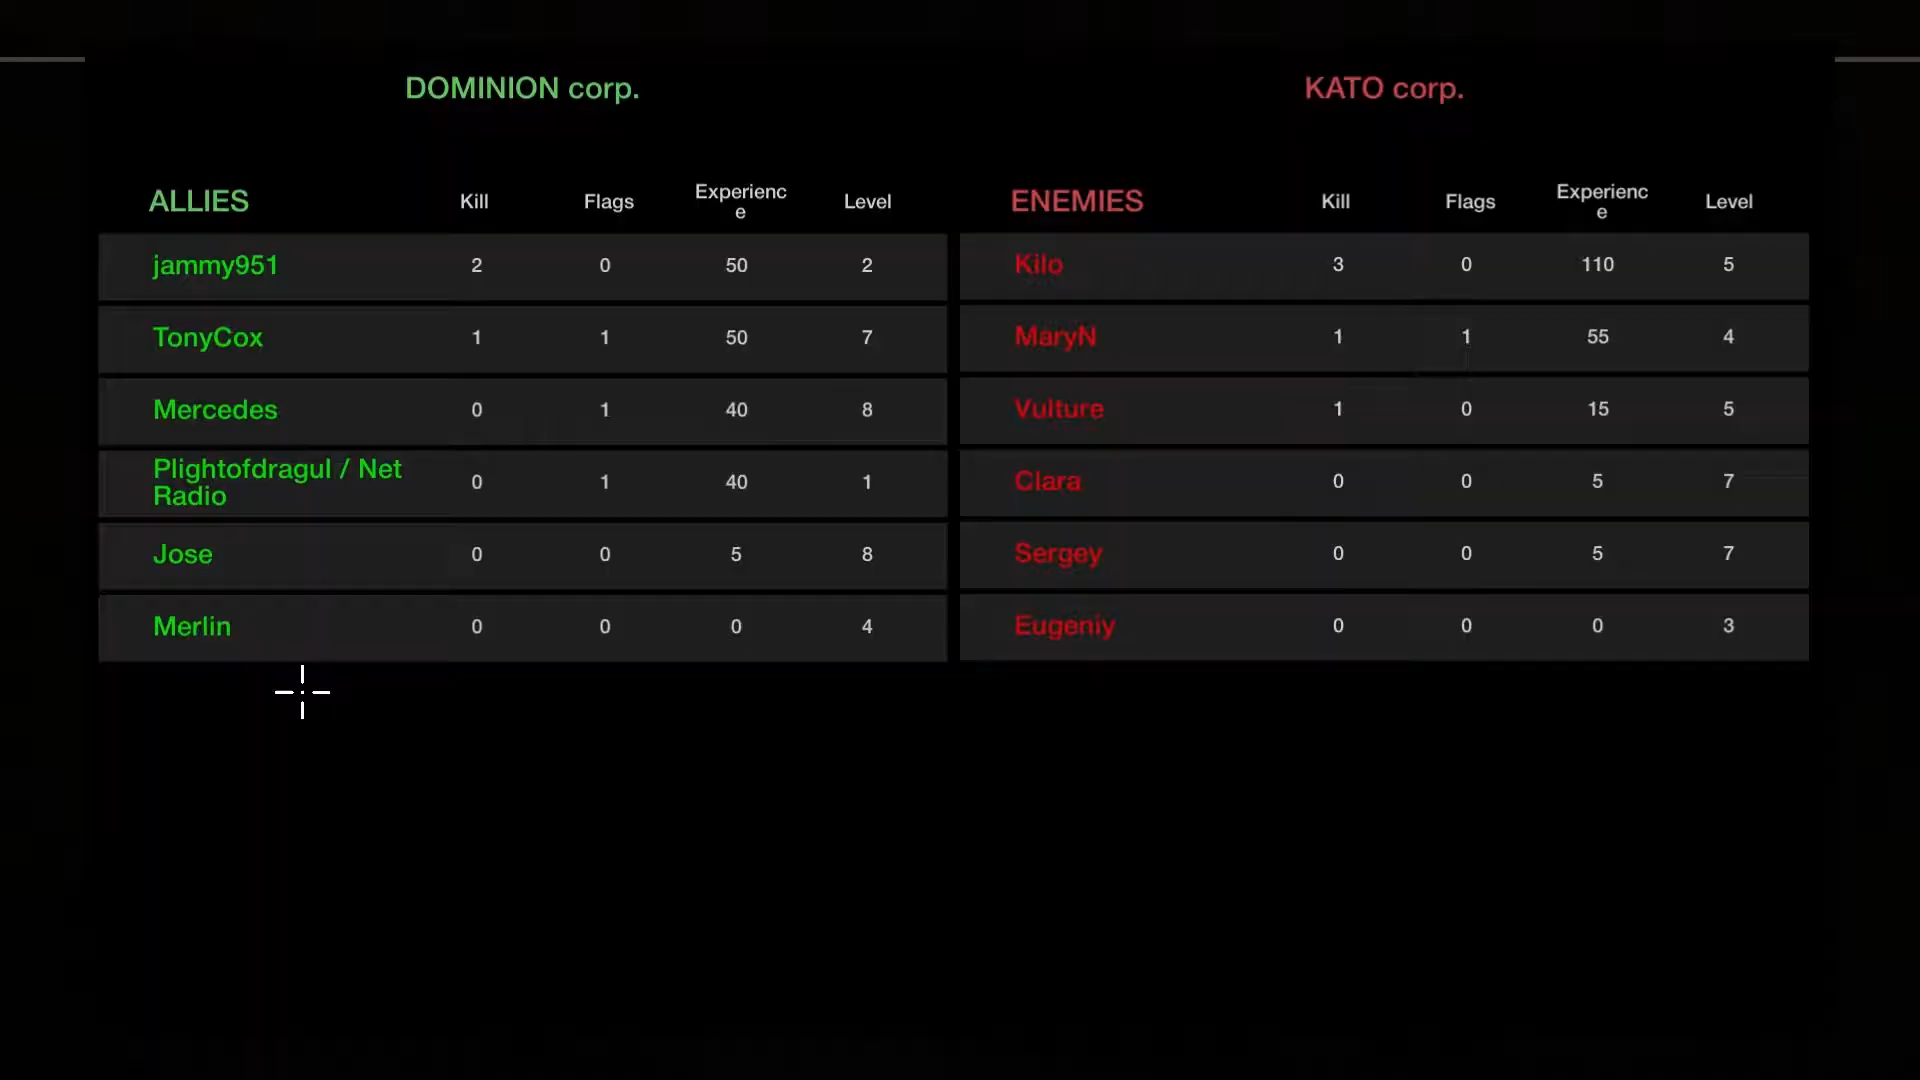 DOMINION corp.
KATO corp.
ALLIES Kill Flags Experienc
e Level
jammy951 2 0 50 2
TonyCox 1 1 50 7
Mercedes 0 1 40 8
Plightofdragul / Net
Radio 0 1 40 1
Jose 0 0 5 8
Merlin 0 0 0 4
ENEMIES Kill Flags Experienc
e Level
Kilo 3 0 110 5
MaryN 1 1 55 4
Vulture 1 0 15 5
Clara 0 0 5 7
Sergey 0 0 5 7
Eugeniy 0 0 0 3